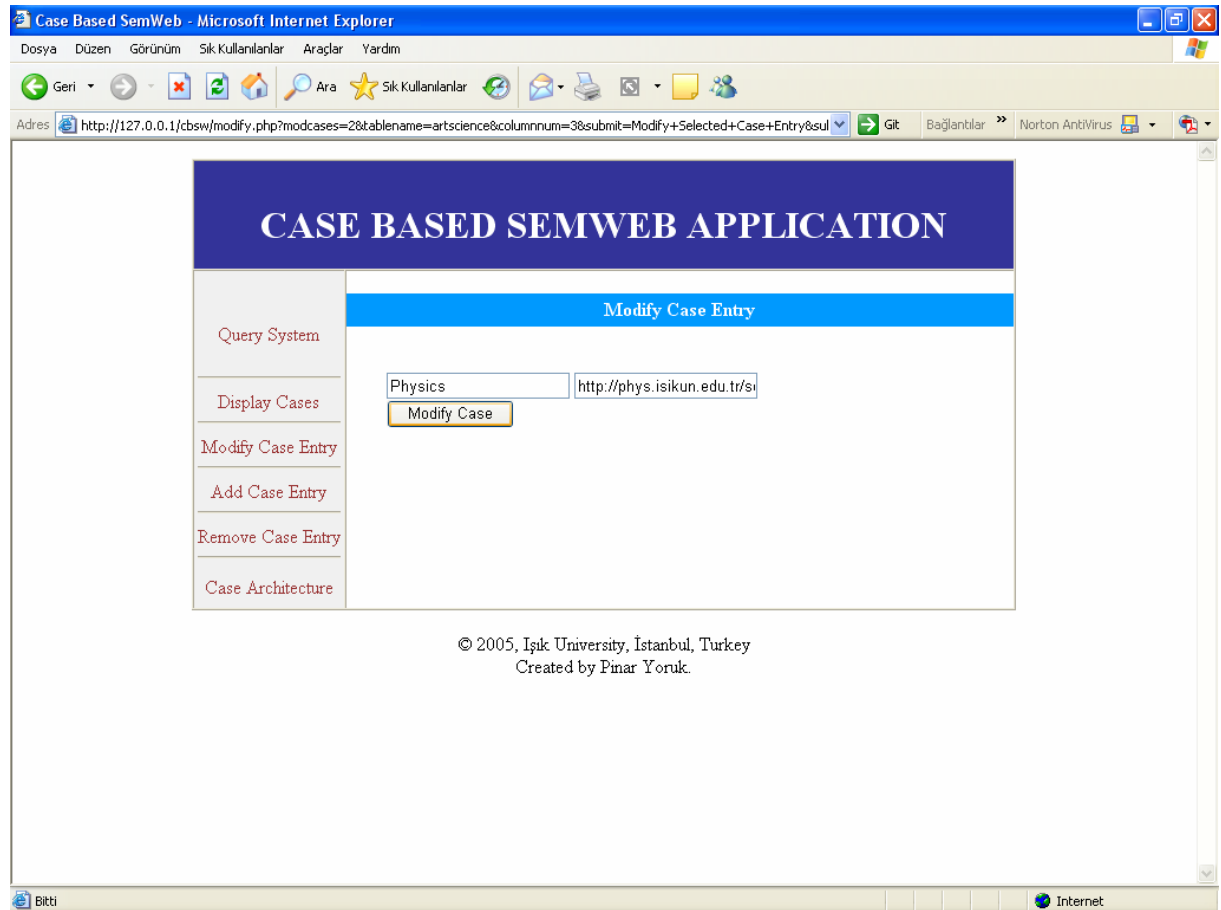 Case Based SemWeb - Microsoft Internet Explorer
Dosya Düzen Görünüm Sık Kullanılanlar Araçlar Yardım
Geri Ara Sık Kullanılanlar
Adres http://127.0.0.1/cbsw/modify.php?modcases=2&tablename=artscience&columnnum=3&submit=Modify+Selected+Case+Entry&sul Git Bağlantılar » Norton AntiVirus
CASE BASED SEMWEB APPLICATION
Modify Case Entry
Query System
Display Cases
Modify Case Entry
Add Case Entry
Remove Case Entry
Case Architecture
Physics http://phys.isikun.edu.tr/su
Modify Case
© 2005, Işık University, İstanbul, Turkey
Created by Pinar Yoruk.
Bitti Internet